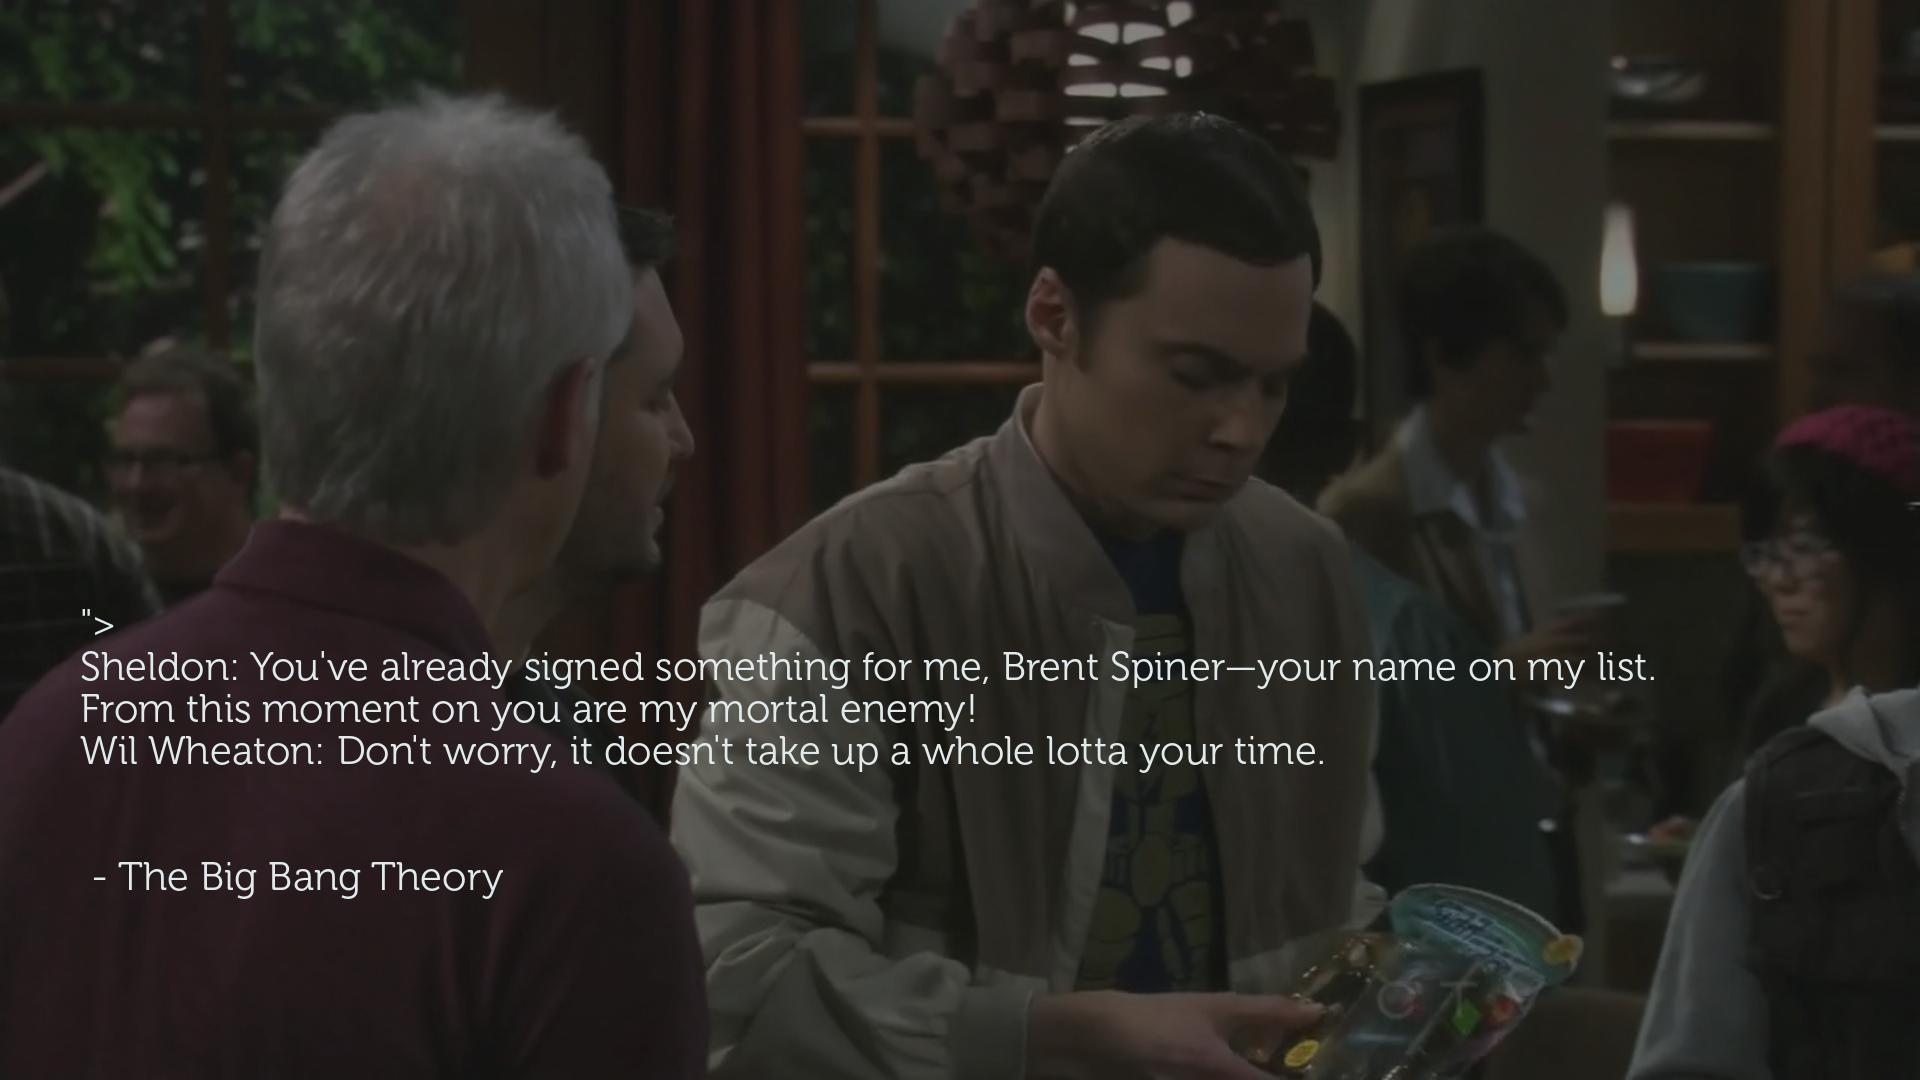 ">
Sheldon: You've already signed something for me, Brent Spiner—your name on my list.
From this moment on you are my mortal enemy!
Wil Wheaton: Don't worry, it doesn't take up a whole lotta your time.
- The Big Bang Theory